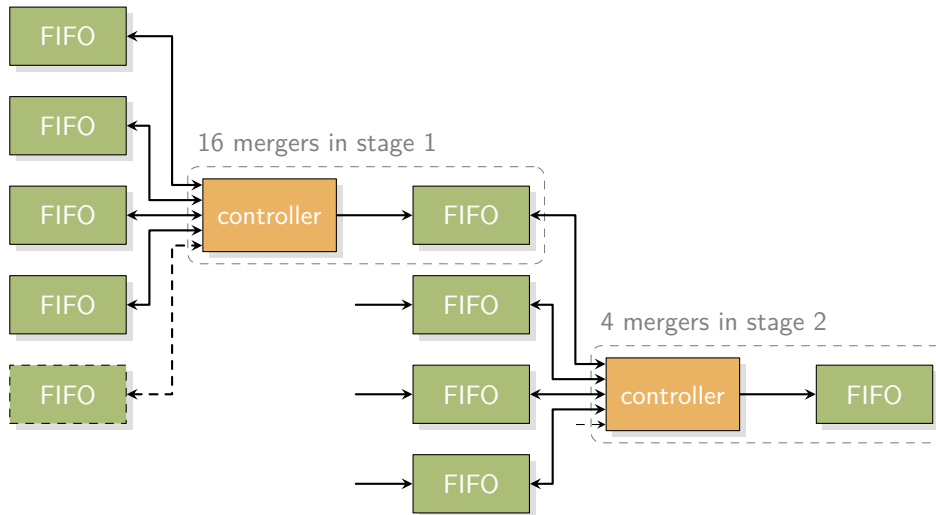 FIFO
FIFO
16 mergers in stage 1
FIFO
controller
FIFO
FIFO
FIFO
4 mergers in stage 2
FIFO
FIFO
controller
FIFO
FIFO